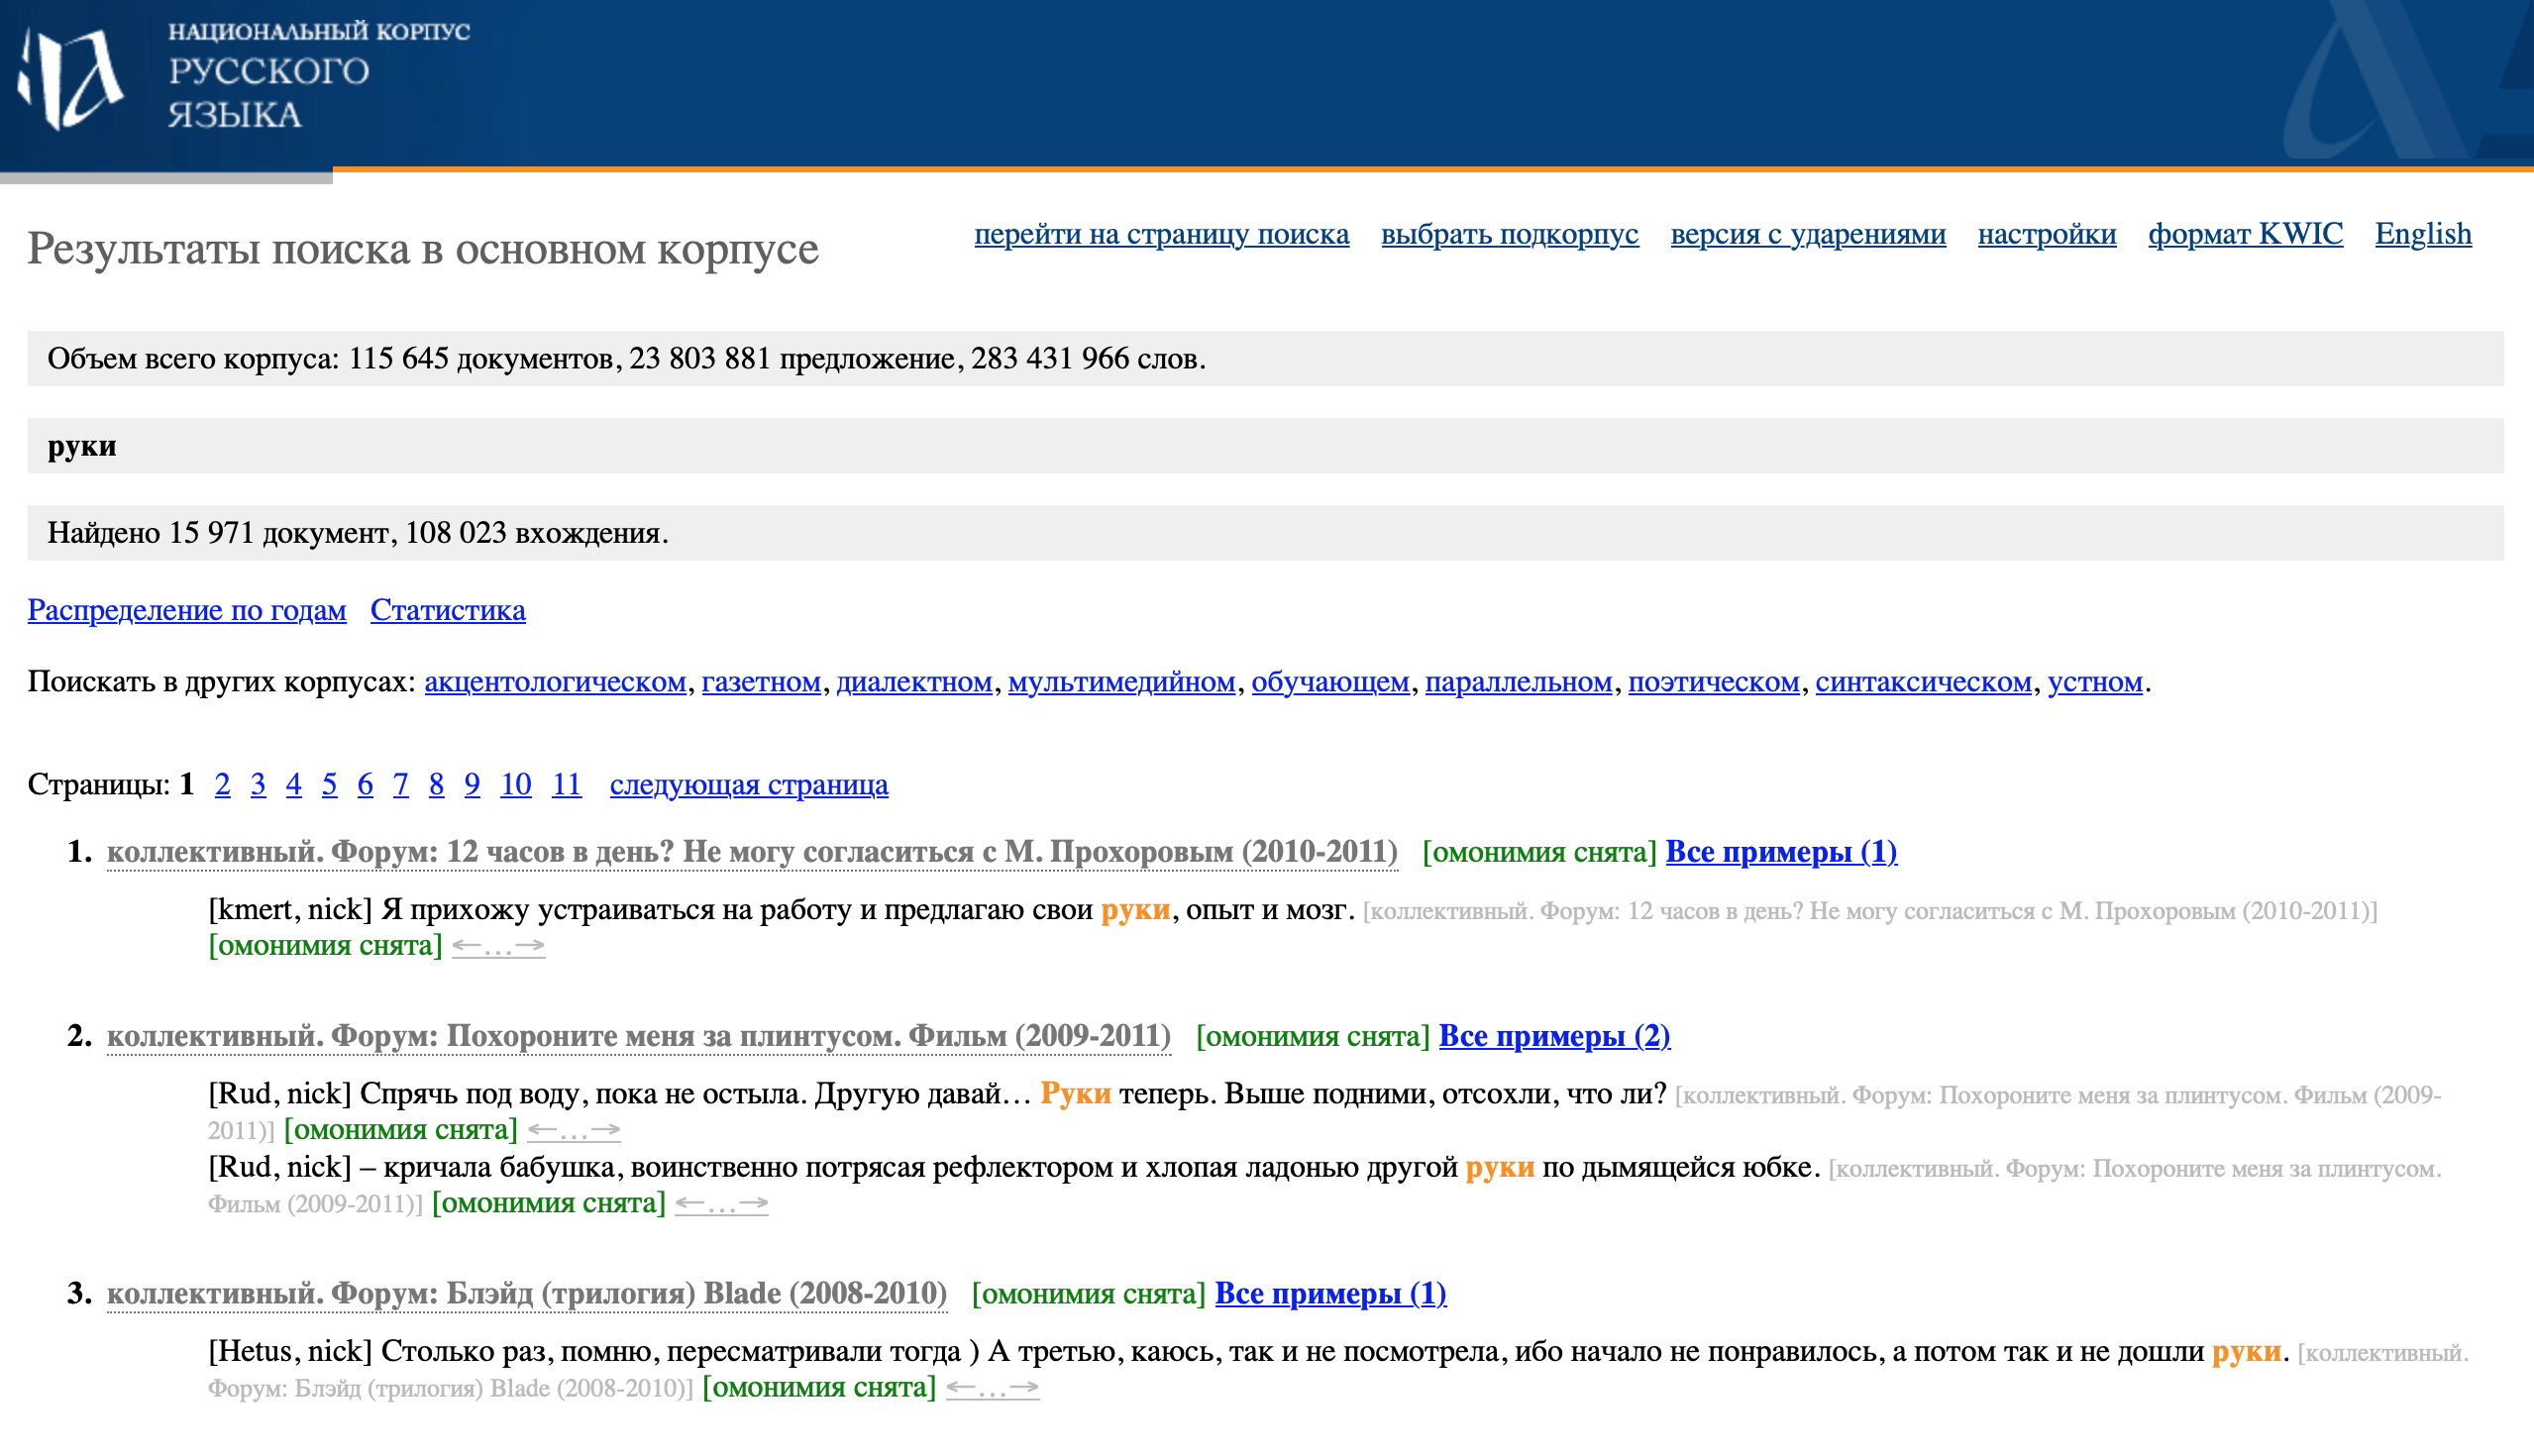 НАЦИОНАЛЬНЫЙ КОРПУС
РУССКОГО
ЯЗЫКА
Результаты поиска в основном корпусе
перейти на страницу поиска выбрать подкорпус версия с ударениями настройки формат KWIC English
Объем всего корпуса: 115 645 документов, 23 803 881 предложение, 283 431 966 слов.
руки
Найдено 15 971 документ, 108 023 вхождения.
Распределение по годам Статистика
Поискать в других корпусах: акцентологическом, газетном, диалектном, мультимедийном, обучающем, параллельном, поэтическом, синтаксическом, устном.
Страницы: 1 2 3 4 5 6 7 8 9 10 11 следующая страница
1. коллективный. Форум: 12 часов в день? Не могу согласиться с М. Прохоровым (2010-2011) [омонимия снята] Все примеры (1)
[kmert, nick] Я прихожу устраиваться на работу и предлагаю свои руки, опыт и мозг. [коллективный. Форум: 12 часов в день? Не могу согласиться с М. Прохоровым (2010-2011)]
[омонимия снята] ←…→
2. коллективный. Форум: Похороните меня за плинтусом. Фильм (2009-2011) [омонимия снята] Все примеры (2)
[Rud, nick] Спрячь под воду, пока не остыла. Другую давай… Руки теперь. Выше подними, отсохли, что ли? [коллективный. Форум: Похороните меня за плинтусом. Фильм (2009-
2011)] [омонимия снята] ←…→
[Rud, nick] – кричала бабушка, воинственно потрясая рефлектором и хлопая ладонью другой руки по дымящейся юбке. [коллективный. Форум: Похороните меня за плинтусом.
Фильм (2009-2011)] [омонимия снята] ←…→
3. коллективный. Форум: Блэйд (трилогия) Blade (2008-2010) [омонимия снята] Все примеры (1)
[Hetus, nick] Столько раз, помню, пересматривали тогда ) А третью, каюсь, так и не посмотрела, ибо начало не понравилось, а потом так и не дошли руки. [коллективный.
Форум: Блэйд (трилогия) Blade (2008-2010)] [омонимия снята] ←…→